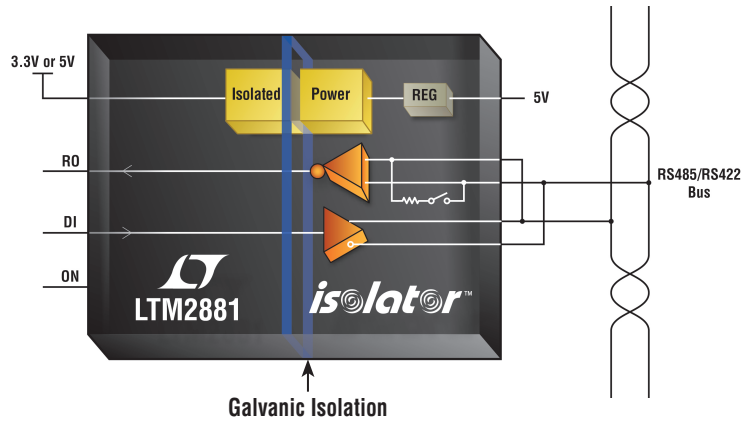 3.3V or 5V
Isolated
Power
REG
5V
RO
RS485/RS422
Bus
DI
ON
LTM2881
isolator™
Galvanic Isolation